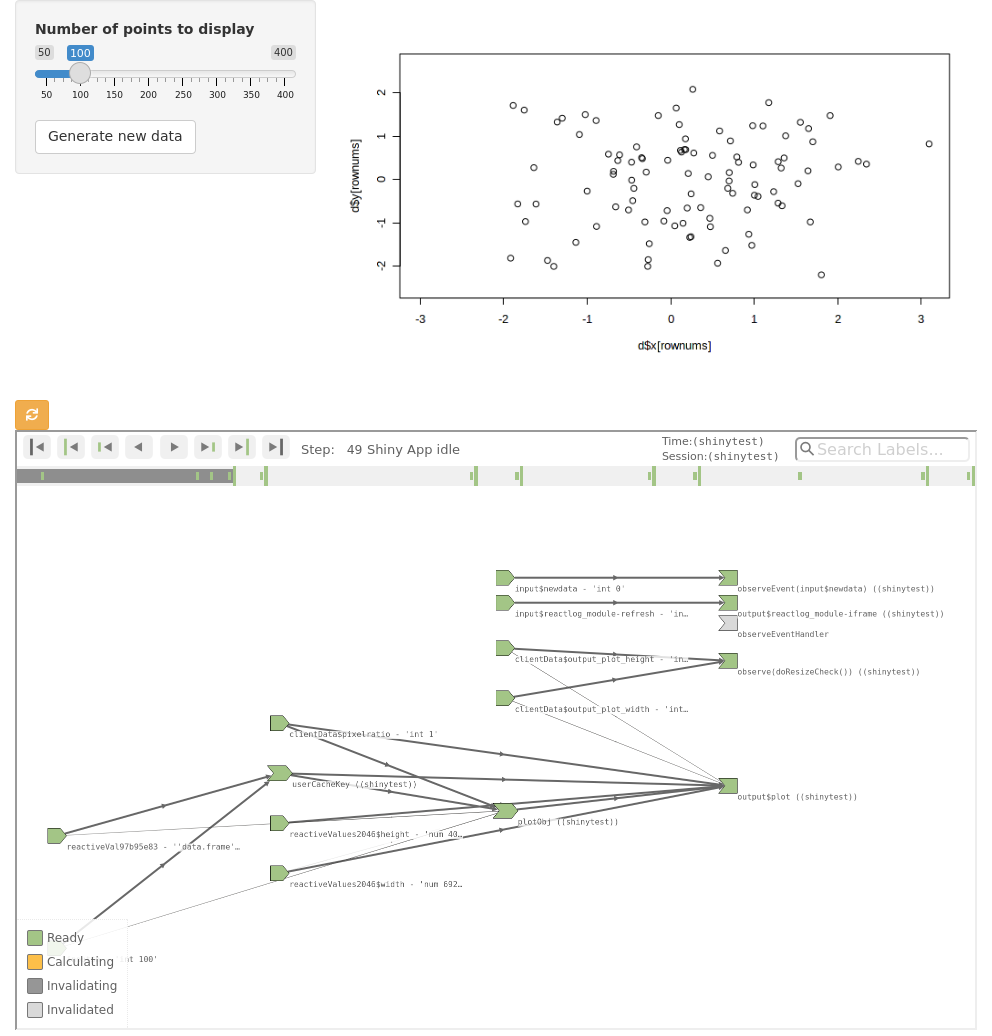 Number of points to display
50 100 400
50 100 150 200 250 300 350 400
Generate new data
d$y[rownums]
2
1
0
-1
-2
-3 -2 -1 0 1 2 3
d$x[rownums]
Step: 49 Shiny App idle
Time:(shinytest)
Session:(shinytest)
Search Labels...
input$newdata - 'int 0'
observeEvent(input$newdata) ((shinytest))
input$reactlog_module-refresh - 'in…
output$reactlog_module-iframe ((shinytest))
observeEventHandler
clientData$output_plot_height - 'in…
observe(doResizeCheck()) ((shinytest))
clientData$output_plot_width - 'int…
clientData$pixelratio - 'int 1'
userCacheKey ((shinytest))
output$plot ((shinytest))
plotObj ((shinytest))
reactiveValues2046$height - 'num 40…
reactiveVal97b95e83 - ''data.frame'…
reactiveValues2046$width - 'num 692…
int 100'
Ready
Calculating
Invalidating
Invalidated